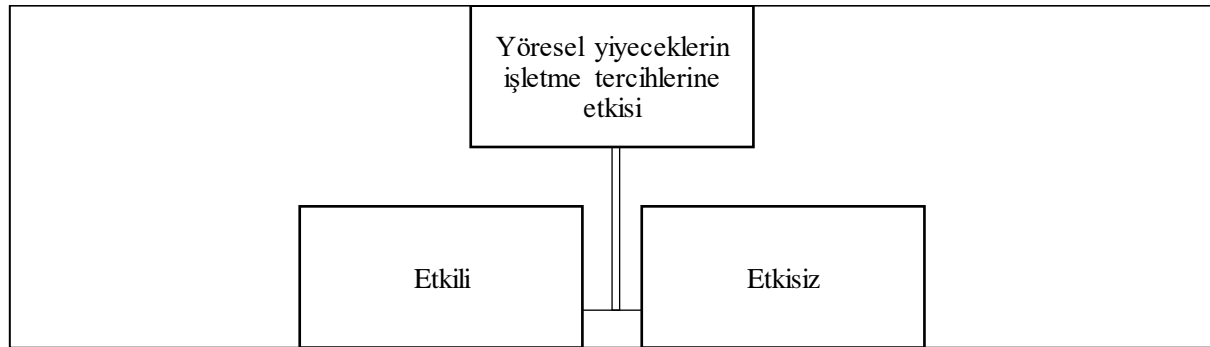 Yöresel yiyeceklerin
işletme tercihlerine
etkisi
Etkili
Etkisiz